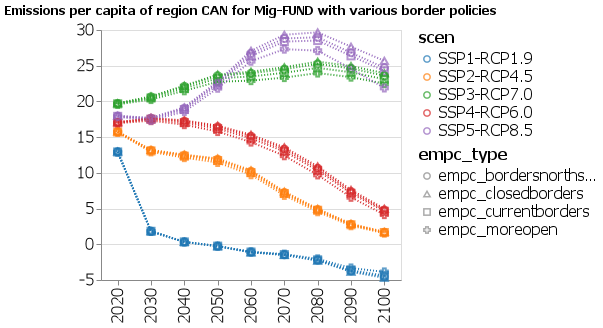 Emissions per capita of region CAN for Mig-FUND with various border policies
30
25
20
15
10
5
0
−5
2020
2030
2040
2050
2060
2070
2080
2090
2100
scen
SSP1-RCP1.9
SSP2-RCP4.5
SSP3-RCP7.0
SSP4-RCP6.0
SSP5-RCP8.5
empc_type
empc_bordersnorths…
empc_closedborders
empc_currentborders
empc_moreopen